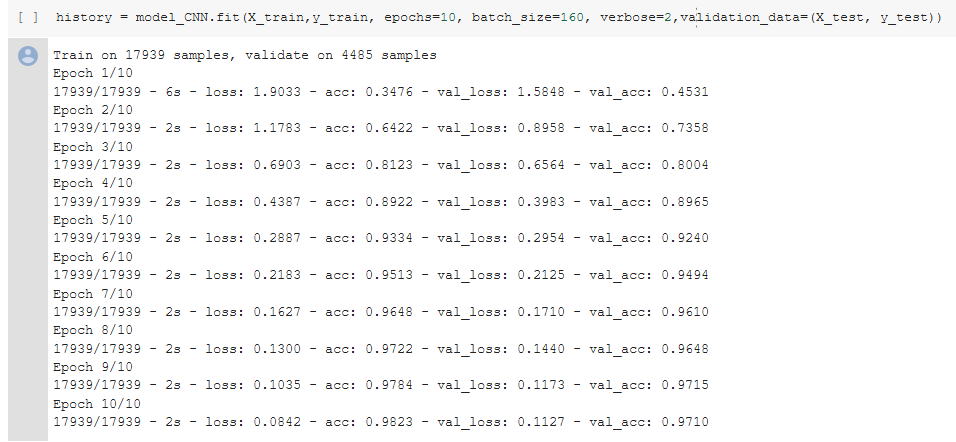 [ ] history = model_CNN.fit(X_train,y_train, epochs=10, batch_size=160, verbose=2,validation_data=(X_test, y_test))
Train on 17939 samples, validate on 4485 samples
Epoch 1/10
17939/17939 - 6s - loss: 1.9033 - acc: 0.3476 - val_loss: 1.5848 - val_acc: 0.4531
Epoch 2/10
17939/17939 - 2s - loss: 1.1783 - acc: 0.6422 - val_loss: 0.8958 - val_acc: 0.7358
Epoch 3/10
17939/17939 - 2s - loss: 0.6903 - acc: 0.8123 - val_loss: 0.6564 - val_acc: 0.8004
Epoch 4/10
17939/17939 - 2s - loss: 0.4387 - acc: 0.8922 - val_loss: 0.3983 - val_acc: 0.8965
Epoch 5/10
17939/17939 - 2s - loss: 0.2887 - acc: 0.9334 - val_loss: 0.2954 - val_acc: 0.9240
Epoch 6/10
17939/17939 - 2s - loss: 0.2183 - acc: 0.9513 - val_loss: 0.2125 - val_acc: 0.9494
Epoch 7/10
17939/17939 - 2s - loss: 0.1627 - acc: 0.9648 - val_loss: 0.1710 - val_acc: 0.9610
Epoch 8/10
17939/17939 - 2s - loss: 0.1300 - acc: 0.9722 - val_loss: 0.1440 - val_acc: 0.9648
Epoch 9/10
17939/17939 - 2s - loss: 0.1035 - acc: 0.9784 - val_loss: 0.1173 - val_acc: 0.9715
Epoch 10/10
17939/17939 - 2s - loss: 0.0842 - acc: 0.9823 - val_loss: 0.1127 - val_acc: 0.9710